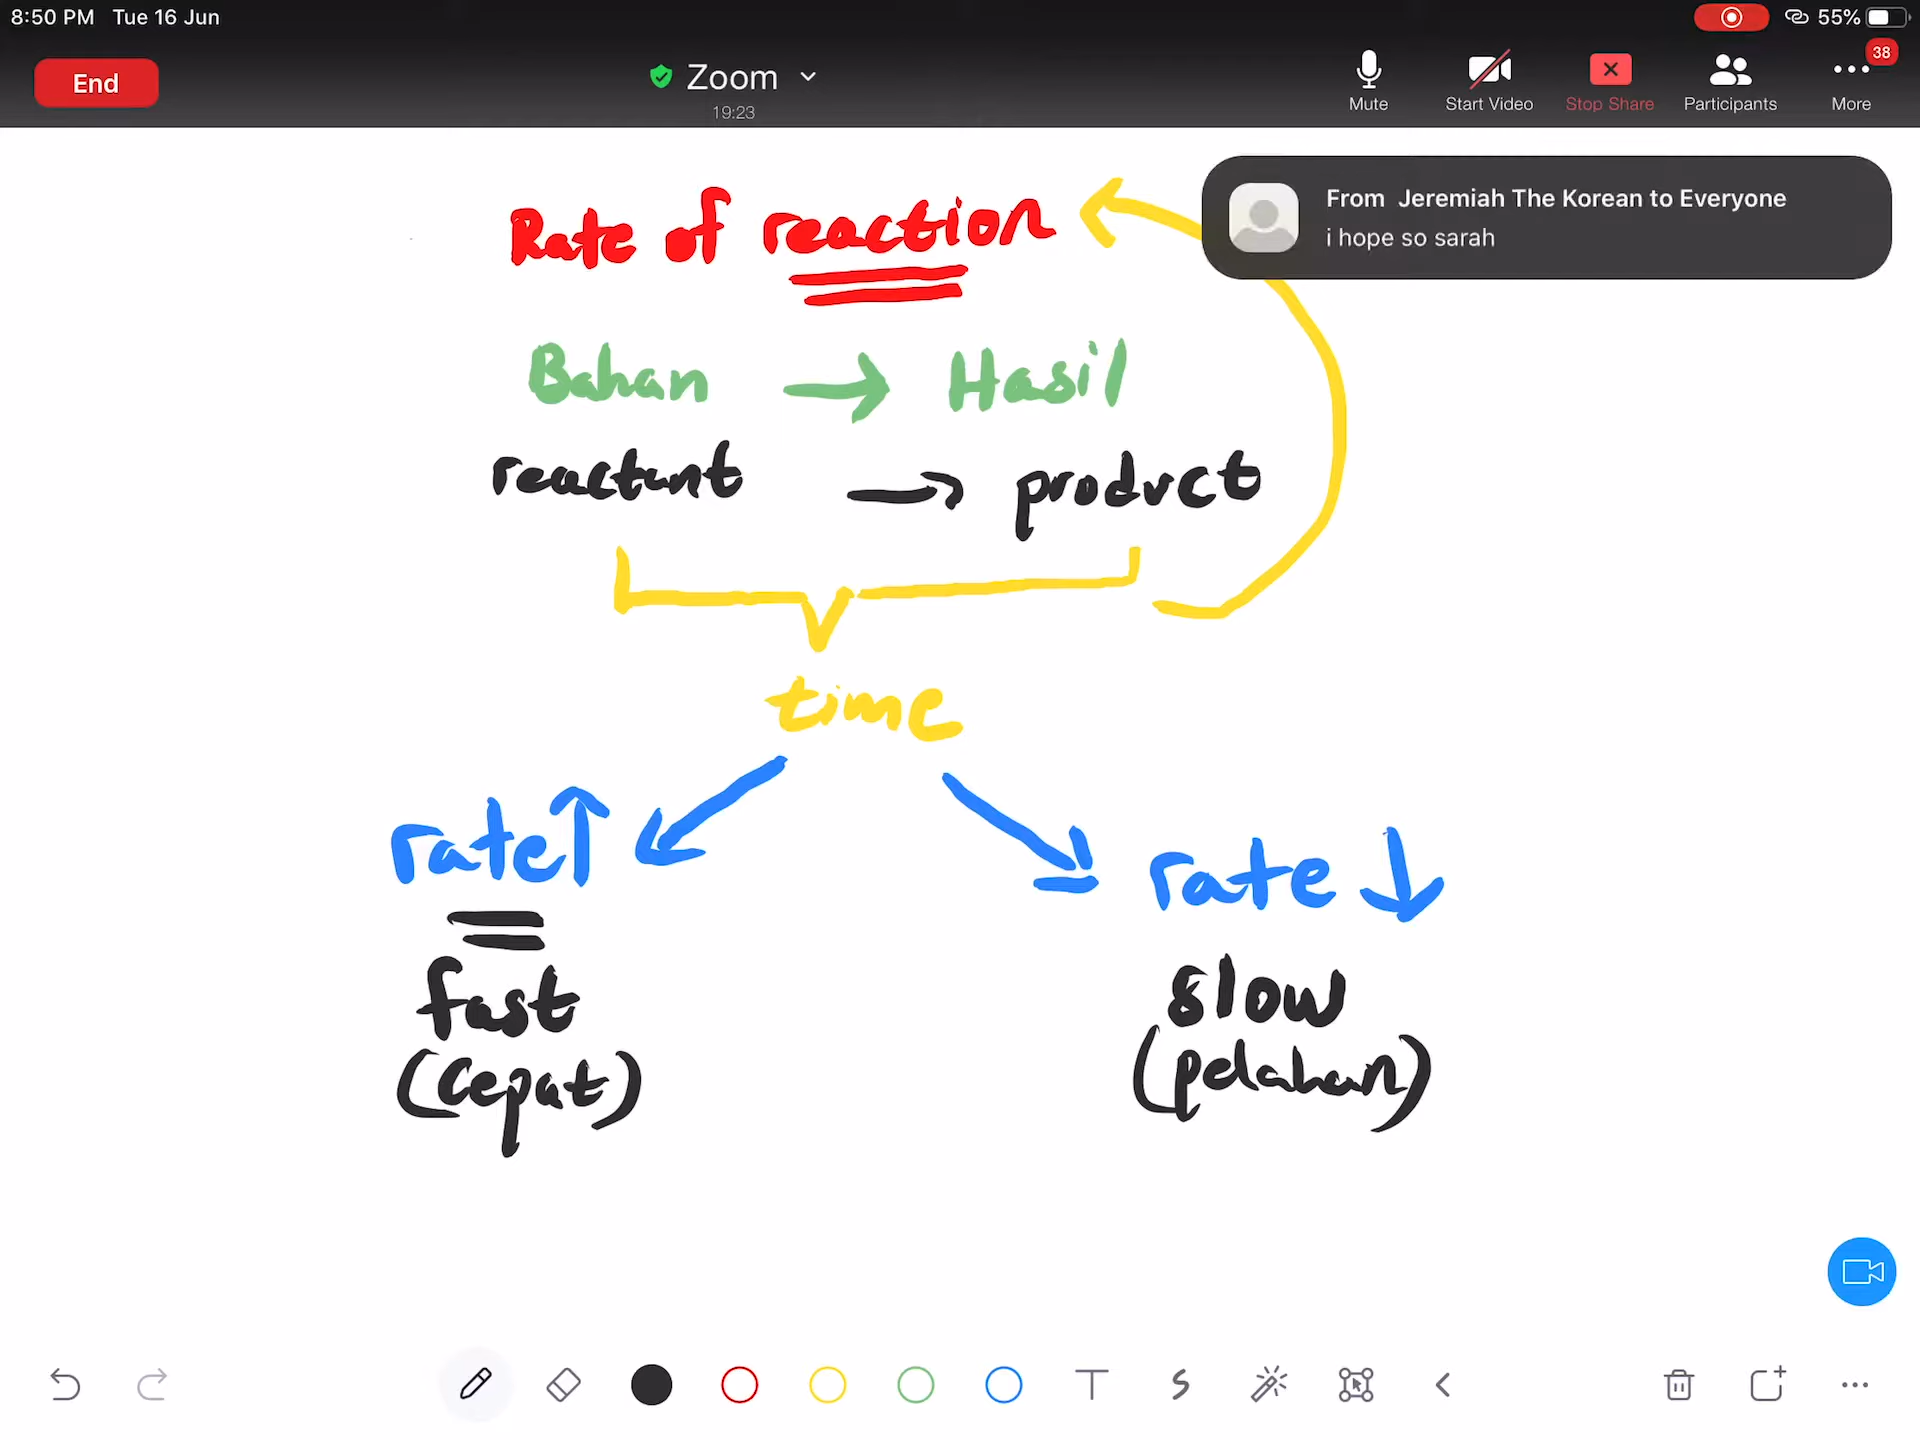 8:50 PM Tue 16 Jun
55%
End
Zoom
19:23
Mute
Start Video
Stop Share
Participants
38
More
From Jeremiah The Korean to Everyone
i hope so sarah
Rate of reaction
Bahan → Hasil
reactant → product
time
rate↑
rate ↓
fast
slow
(Cepat)
(pelahan)
T